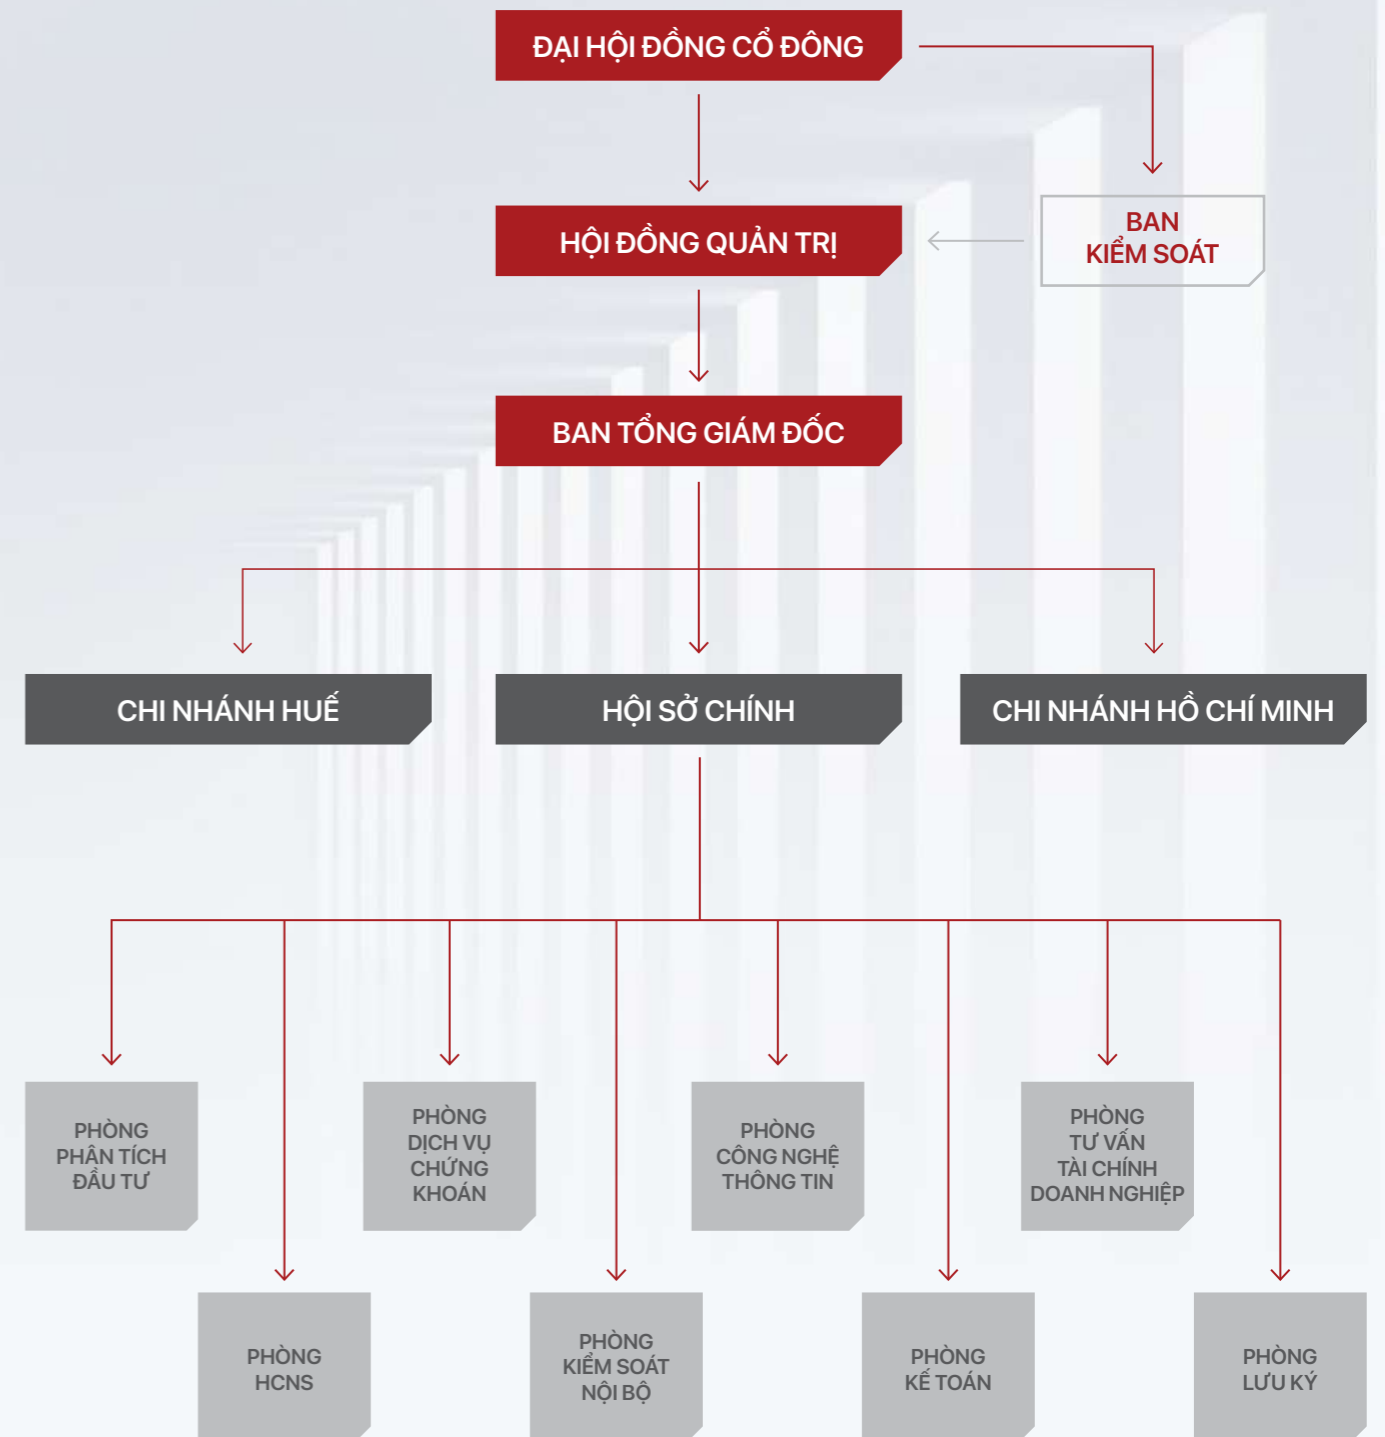 ĐẠI HỘI ĐỒNG CỔ ĐÔNG
HỘI ĐỒNG QUẢN TRỊ
BAN
KIỂM SOÁT
BAN TỔNG GIÁM ĐỐC
CHI NHÁNH HUẾ
HỘI SỞ CHÍNH
CHI NHÁNH HỒ CHÍ MINH
PHÒNG
PHÂN TÍCH
ĐẦU TƯ
PHÒNG
DỊCH VỤ
CHỨNG
KHOÁN
PHÒNG
CÔNG NGHỆ
THÔNG TIN
PHÒNG
TƯ VẤN
TÀI CHÍNH
DOANH NGHIỆP
PHÒNG
HCNS
PHÒNG
KIỂM SOÁT
NỘI BỘ
PHÒNG
KẾ TOÁN
PHÒNG
LƯU KÝ